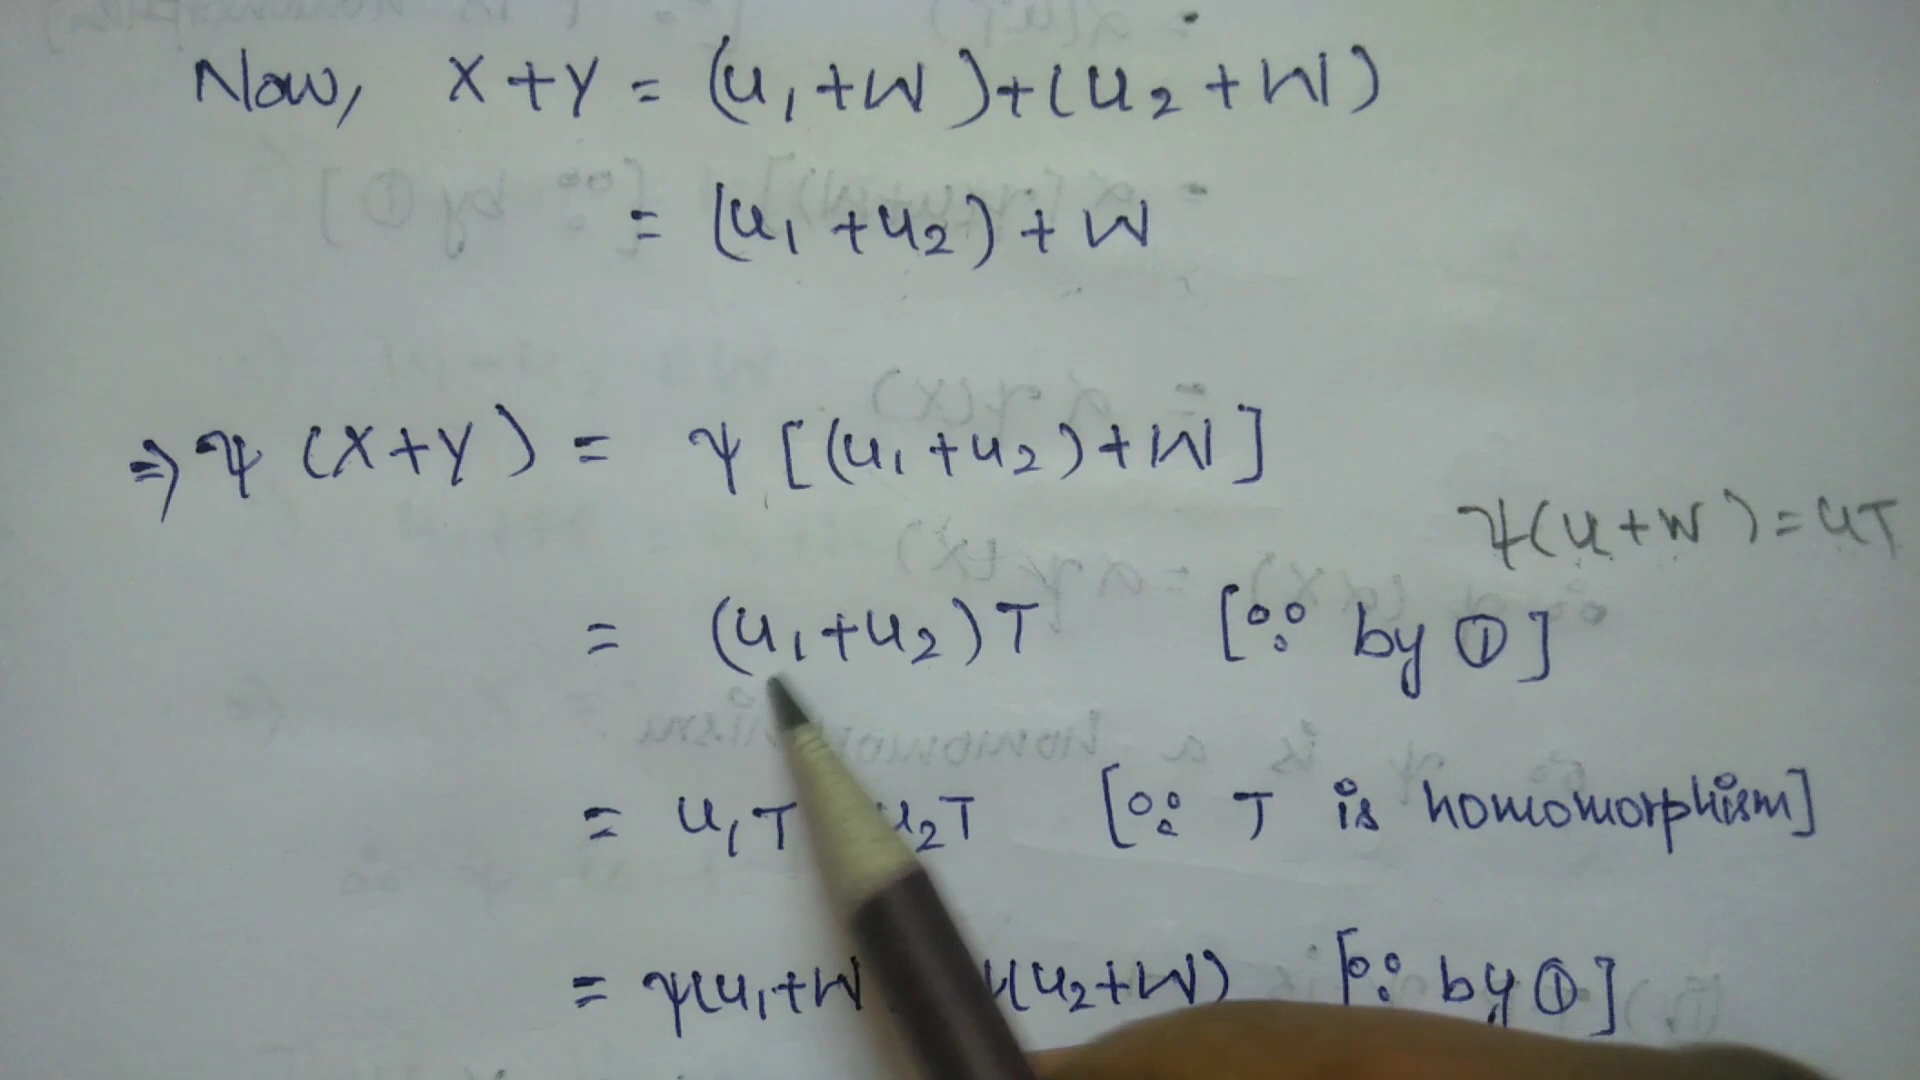 Now, X+Y = (u₁+W)+(u₂+W)
= (u₁+u₂)+W
⇒ ψ(X+Y) = ψ[(u₁+u₂)+W]
ψ(u+W)=uT
= (u₁+u₂)T [∵ by ①]
= u₁T u₂T [∵ T is homomorphism]
= ψ(u₁+W ψ(u₂+W) [∵ by ①]